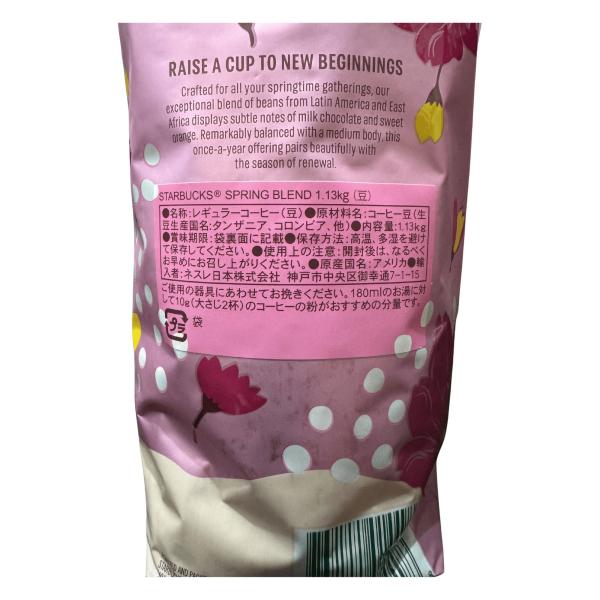 RAISE A CUP TO NEW BEGINNINGS
Crafted for all your springtime gatherings, our
exceptional blend of beans from Latin America and East
Africa displays subtle notes of milk chocolate and sweet
orange. Remarkably balanced with a medium body, this
once-a-year offering pairs beautifully with
the season of renewal.
STARBUCKS® SPRING BLEND 1.13kg (豆)
●名称:レギュラーコーヒー(豆)●原材料名:コーヒー豆(生
豆生産国名:タンザニア、コロンビア、他)●内容量:1.13kg
●賞味期限:袋裏面に記載●保存方法:高温、多湿を避け
て保存してください。●使用上の注意:開封後は、なるべく
お早めにお召し上がりください。●原産国名:アメリカ●輸
入者:ネスレ日本株式会社 神戸市中央区御幸通7-1-15
ご使用の器具にあわせてお挽きください。180mlのお湯に対
して10g(大さじ2杯)のコーヒーの粉がおすすめの分量です。
プラ 袋
AND